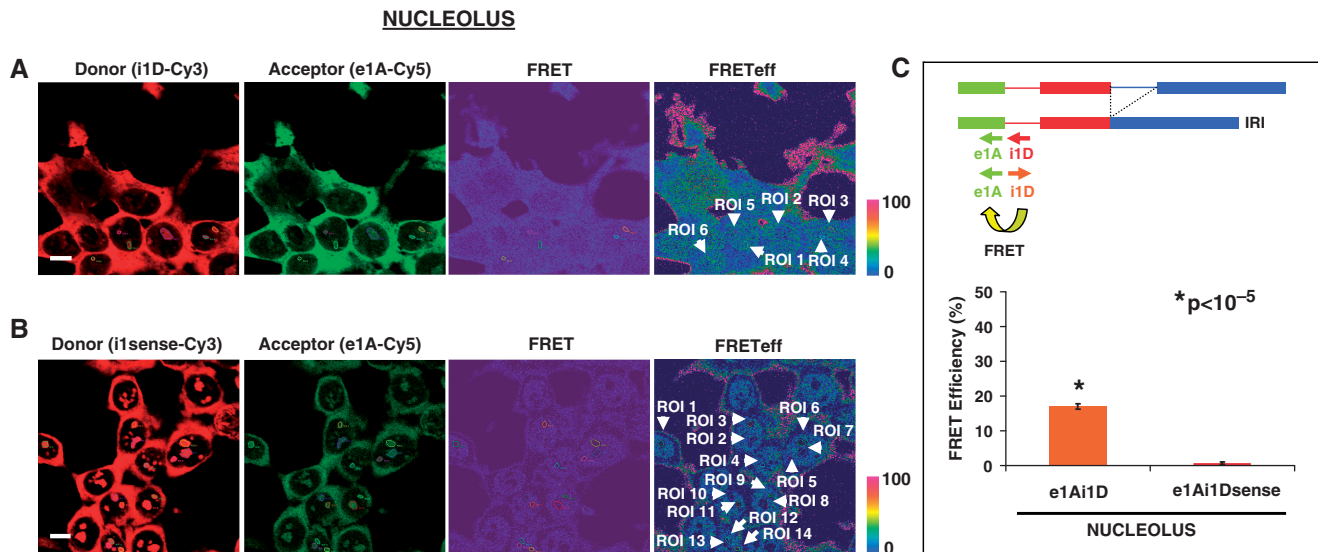 NUCLEOLUS
A
Donor (i1D-Cy3)
Acceptor (e1A-Cy5)
FRET
FRETeff
ROI 5
ROI 2
ROI 3
ROI 6
ROI 1
ROI 4
100
0
B
Donor (i1sense-Cy3)
Acceptor (e1A-Cy5)
FRET
FRETeff
ROI 1
ROI 3
ROI 2
ROI 6
ROI 7
ROI 4
ROI 9
ROI 5
ROI 10
ROI 8
ROI 11
ROI 12
ROI 13
ROI 14
100
0
C
IRI
e1A i1D
e1A i1D
FRET
*p<10⁻⁵
FRET Efficiency (%)
50
40
30
20
10
0
*
e1Ai1D
e1Ai1Dsense
NUCLEOLUS